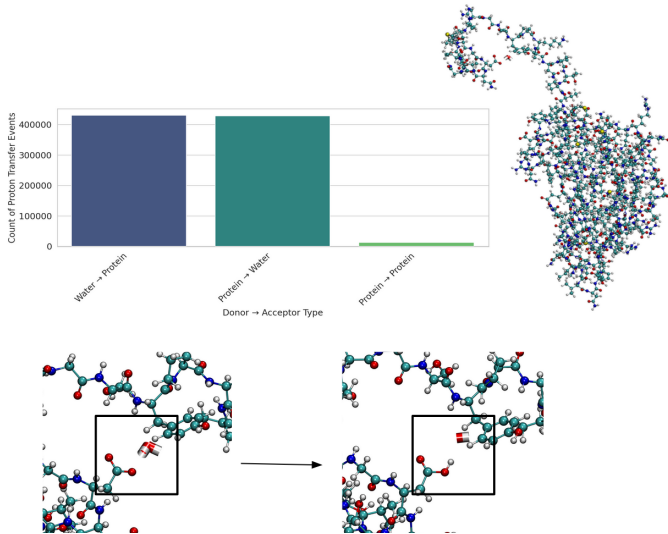 Count of Proton Transfer Events
400000
300000
200000
100000
0
Water → Protein
Protein → Water
Protein → Protein
Donor → Acceptor Type